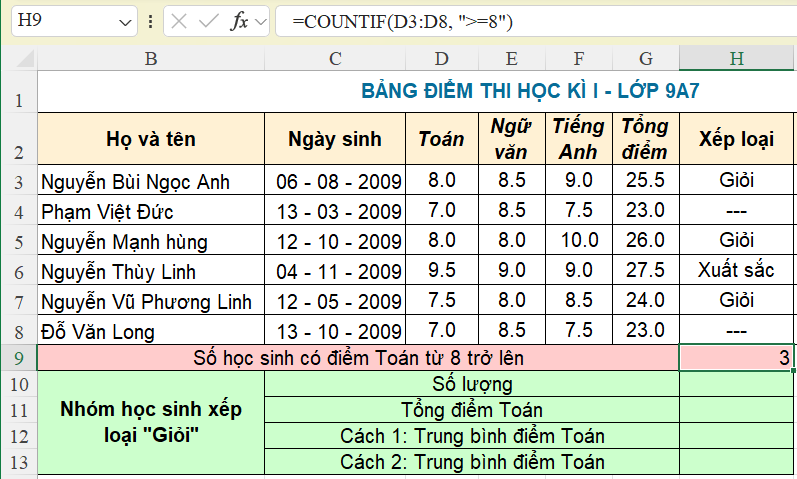 H9 fx =COUNTIF(D3:D8, ">=8")
B C D E F G H
1 BẢNG ĐIỂM THI HỌC KÌ I - LỚP 9A7
2 Họ và tên Ngày sinh Toán Ngữ văn Tiếng Anh Tổng điểm Xếp loại
3 Nguyễn Bùi Ngọc Anh 06 - 08 - 2009 8.0 8.5 9.0 25.5 Giỏi
4 Phạm Việt Đức 13 - 03 - 2009 7.0 8.5 7.5 23.0 ---
5 Nguyễn Mạnh hùng 12 - 10 - 2009 8.0 8.0 10.0 26.0 Giỏi
6 Nguyễn Thùy Linh 04 - 11 - 2009 9.5 9.0 9.0 27.5 Xuất sắc
7 Nguyễn Vũ Phương Linh 12 - 05 - 2009 7.5 8.0 8.5 24.0 Giỏi
8 Đỗ Văn Long 13 - 10 - 2009 7.0 8.5 7.5 23.0 ---
9 Số học sinh có điểm Toán từ 8 trở lên 3
Nhóm học sinh xếp
loại "Giỏi"
10 Số lượng
11 Tổng điểm Toán
12 Cách 1: Trung bình điểm Toán
13 Cách 2: Trung bình điểm Toán